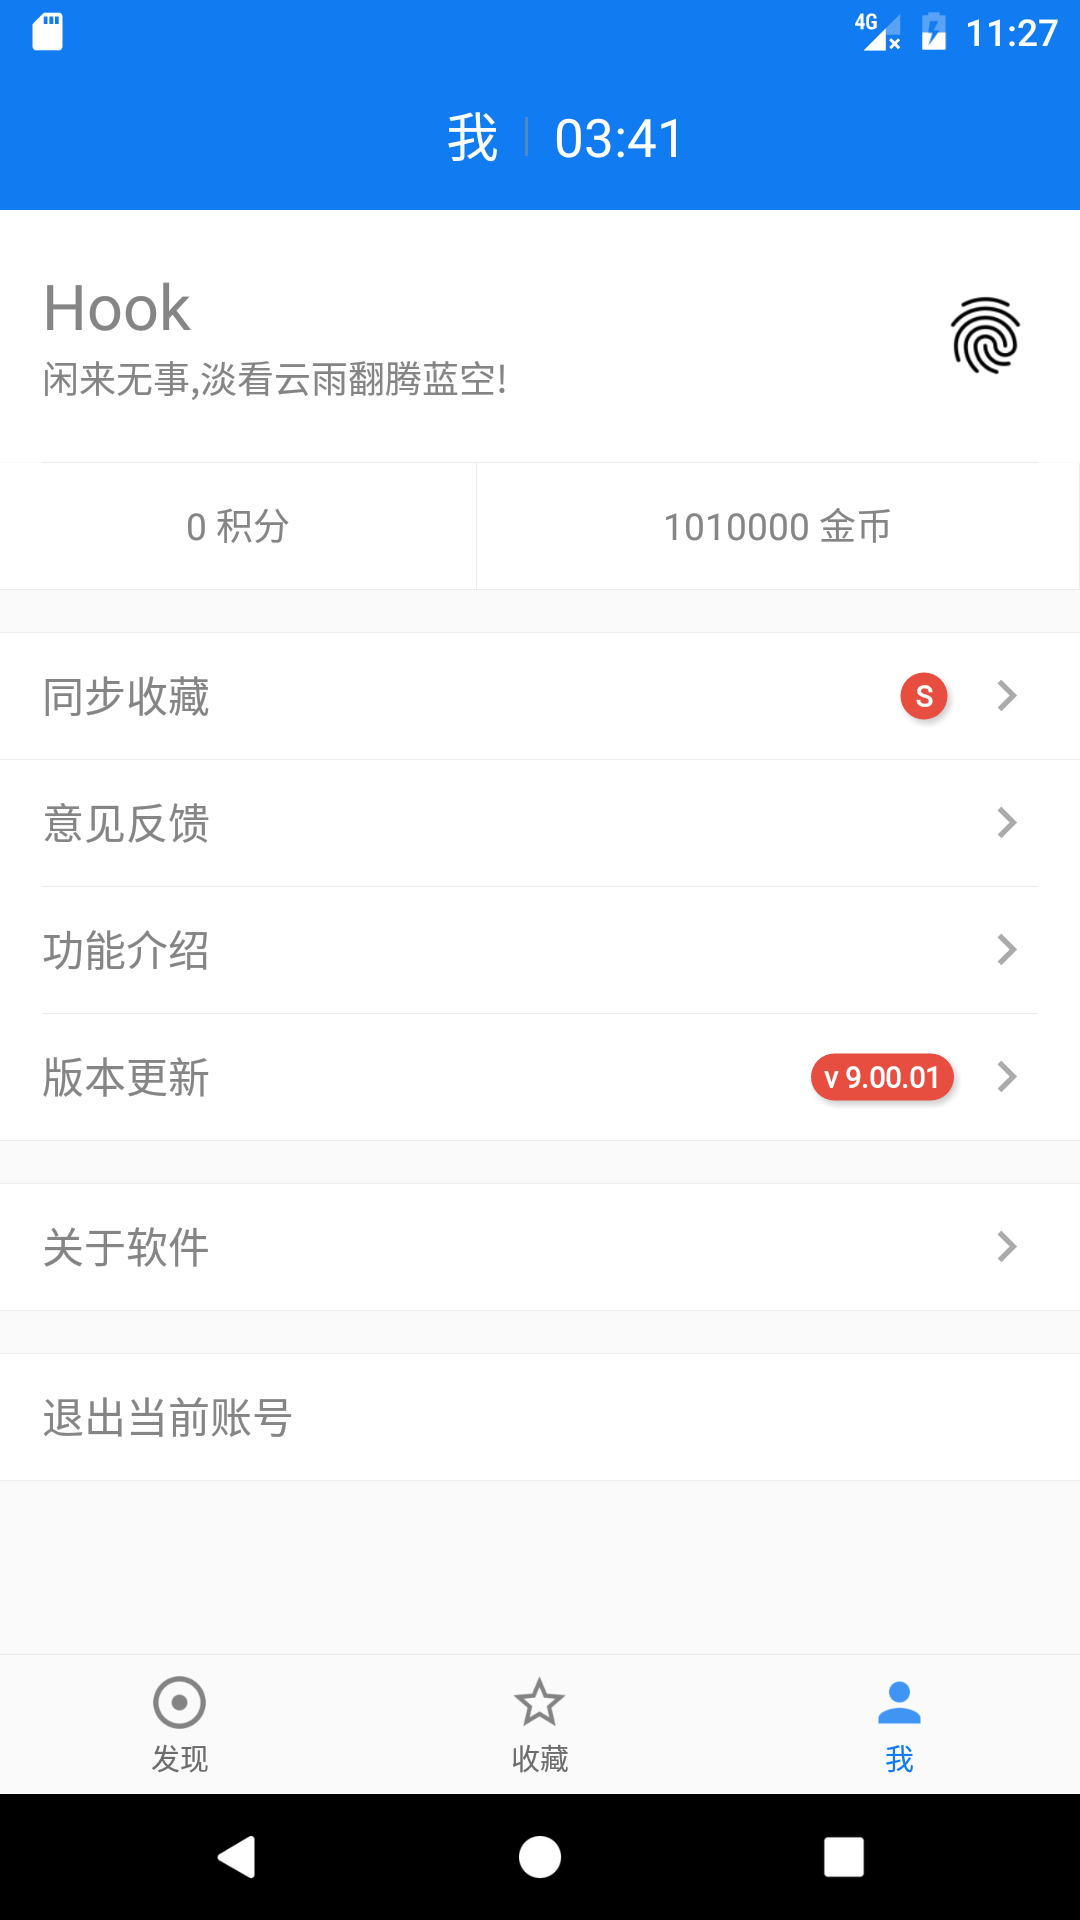 4G 11:27
我 03:41
Hook
闲来无事,淡看云雨翻腾蓝空!
0 积分 1010000 金币
同步收藏 S
意见反馈
功能介绍
版本更新 v 9.00.01
关于软件
退出当前账号
发现 收藏 我